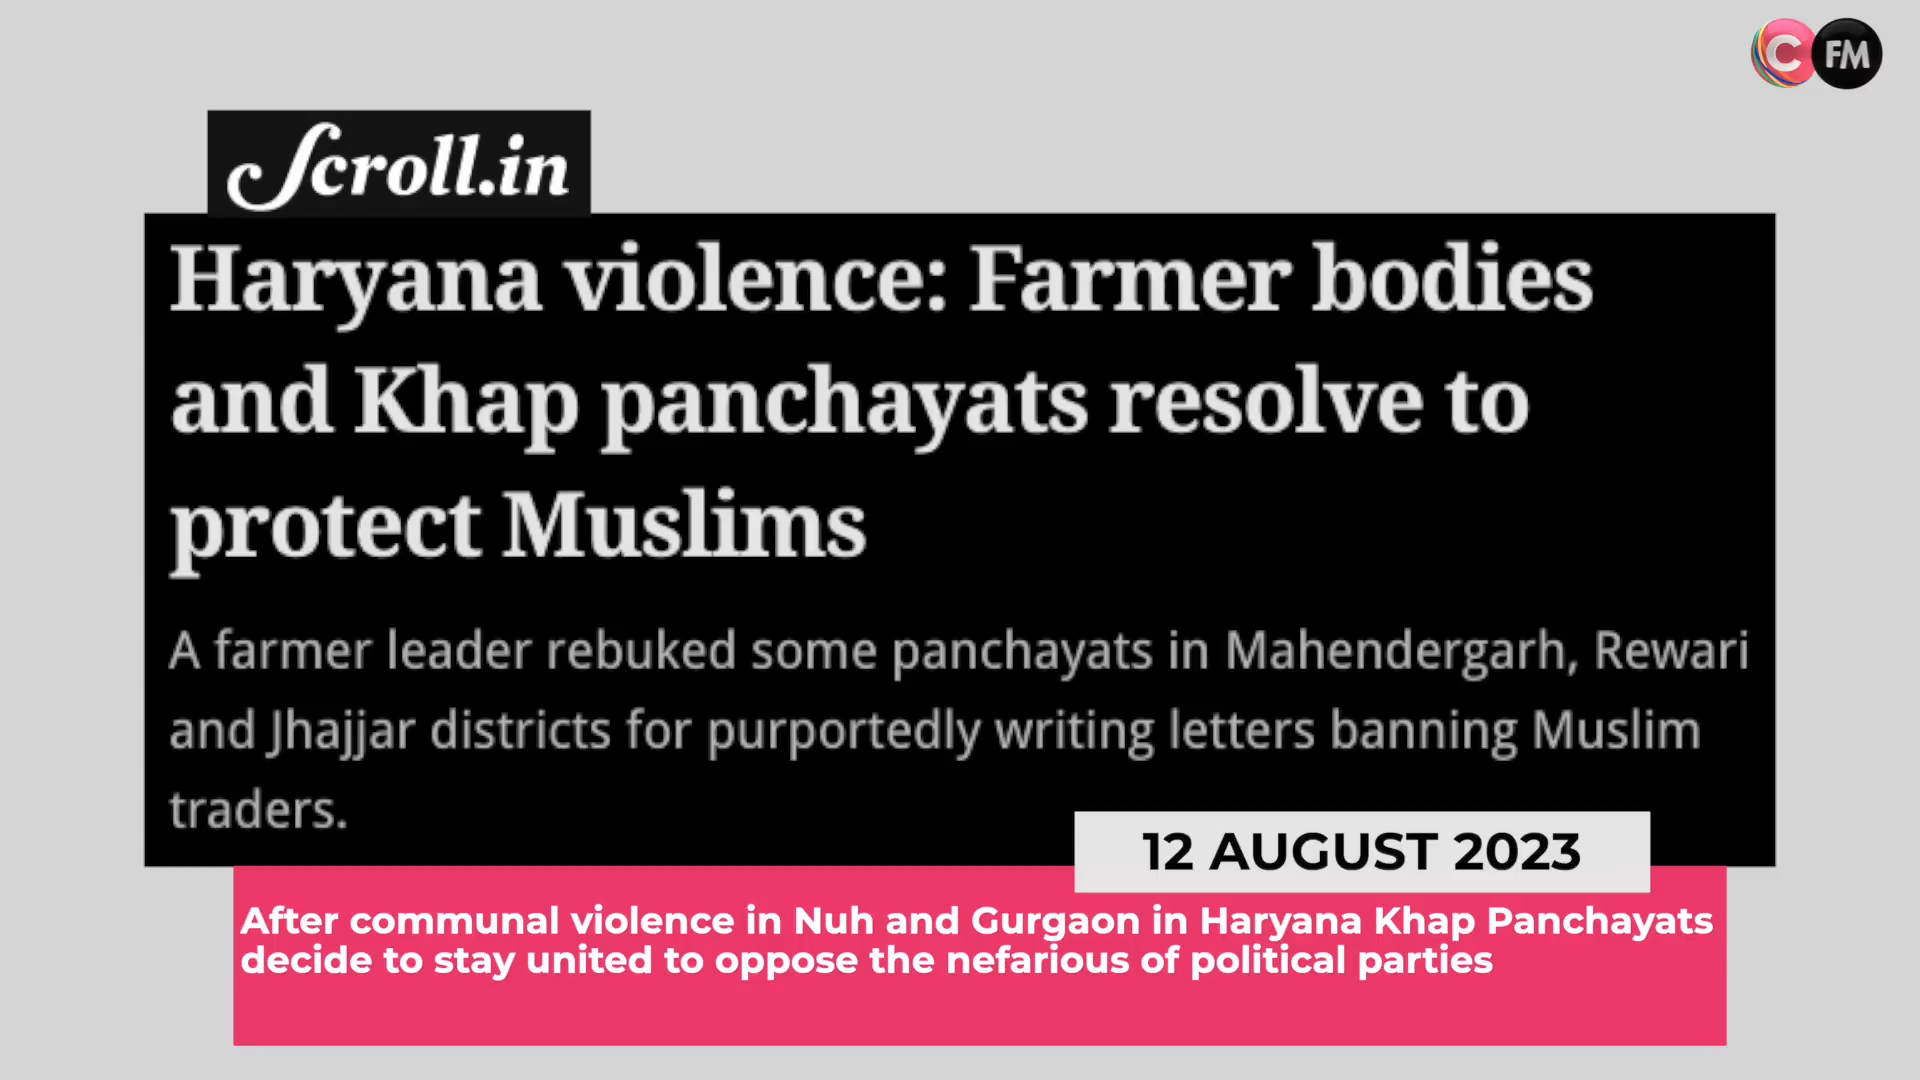 C FM
Scroll.in
Haryana violence: Farmer bodies
and Khap panchayats resolve to
protect Muslims
A farmer leader rebuked some panchayats in Mahendergarh, Rewari
and Jhajjar districts for purportedly writing letters banning Muslim
traders.
12 AUGUST 2023
After communal violence in Nuh and Gurgaon in Haryana Khap Panchayats
decide to stay united to oppose the nefarious of political parties